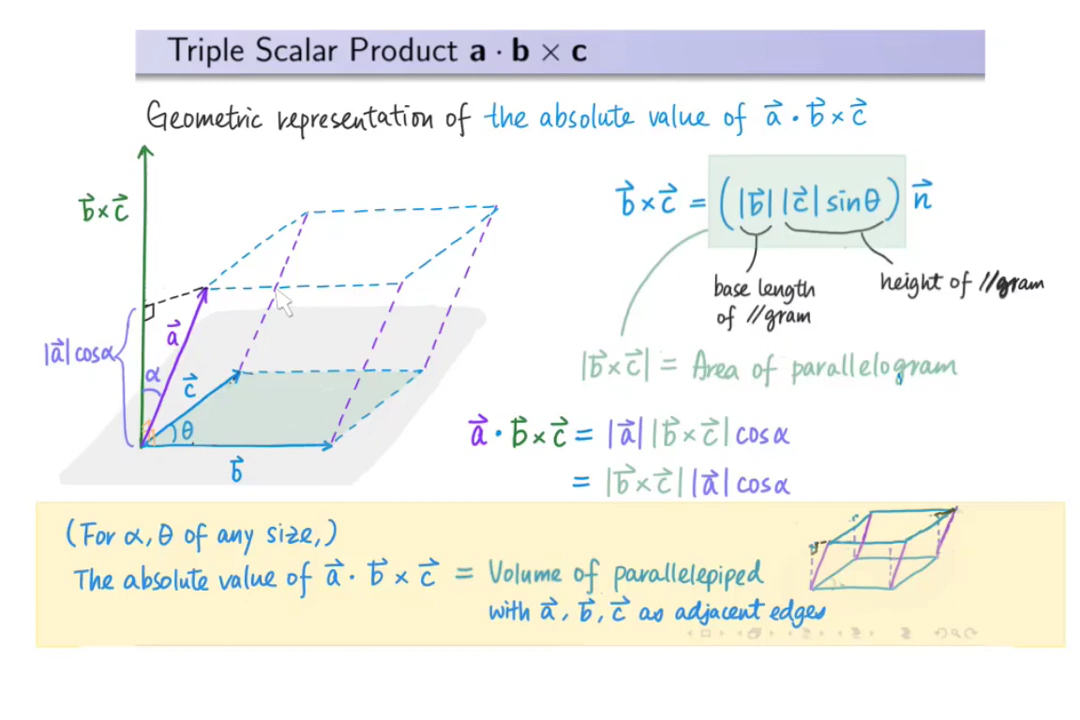 Triple Scalar Product a · b × c
Geometric representation of the absolute value of a⃗ · b⃗ × c⃗
b⃗ × c⃗
b⃗ × c⃗ = (|b⃗| |c⃗| sinθ) n⃗
base length
of //gram
height of //gram
|a⃗| cosα
a⃗
α
c⃗
θ
b⃗
|b⃗ × c⃗| = Area of parallelogram
a⃗ · b⃗ × c⃗ = |a⃗| |b⃗ × c⃗| cosα
= |b⃗ × c⃗| |a⃗| cosα
(For α, θ of any size,)
The absolute value of a⃗ · b⃗ × c⃗ = Volume of parallelepiped
with a⃗, b⃗, c⃗ as adjacent edges